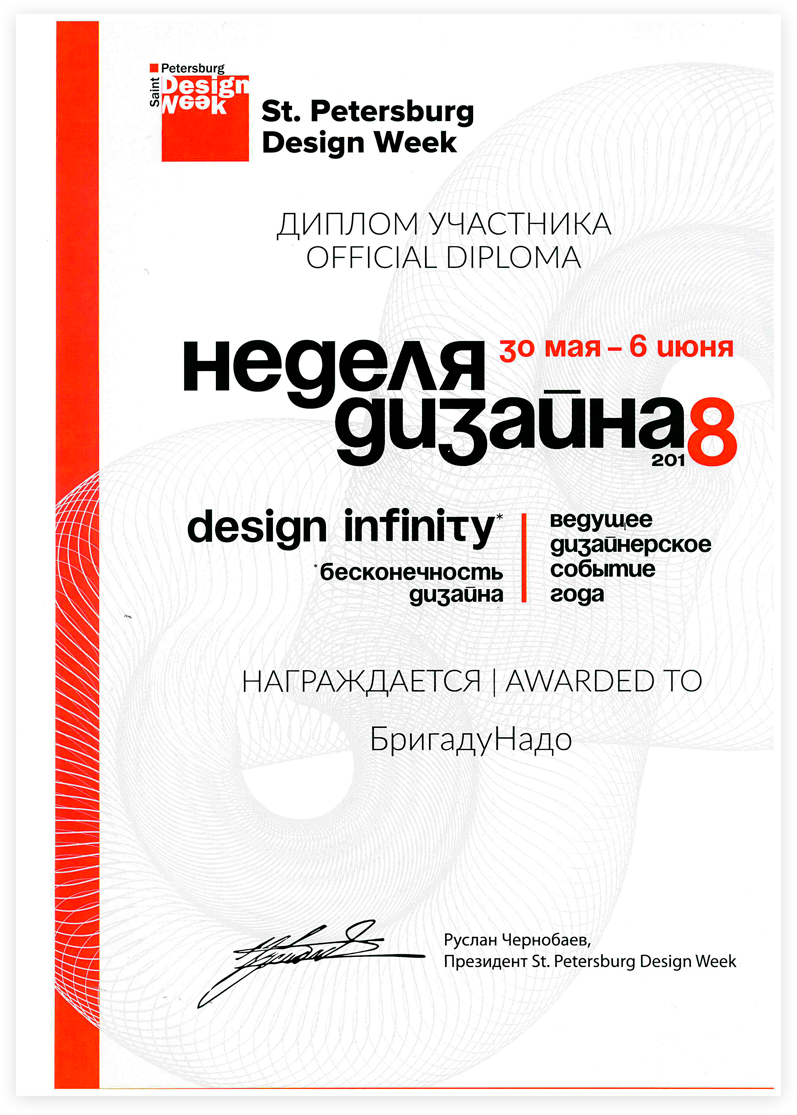 Saint
Petersburg
Design
Week
St. Petersburg
Design Week
ДИПЛОМ УЧАСТНИКА
OFFICIAL DIPLOMA
неделя
30 мая – 6 июня
дизайна
2018
design infinity*
*бесконечность
дизайна
ведущее
дизайнерское
событие
года
НАГРАЖДАЕТСЯ | AWARDED TO
БригадуНадо
Руслан Чернобаев,
Президент St. Petersburg Design Week